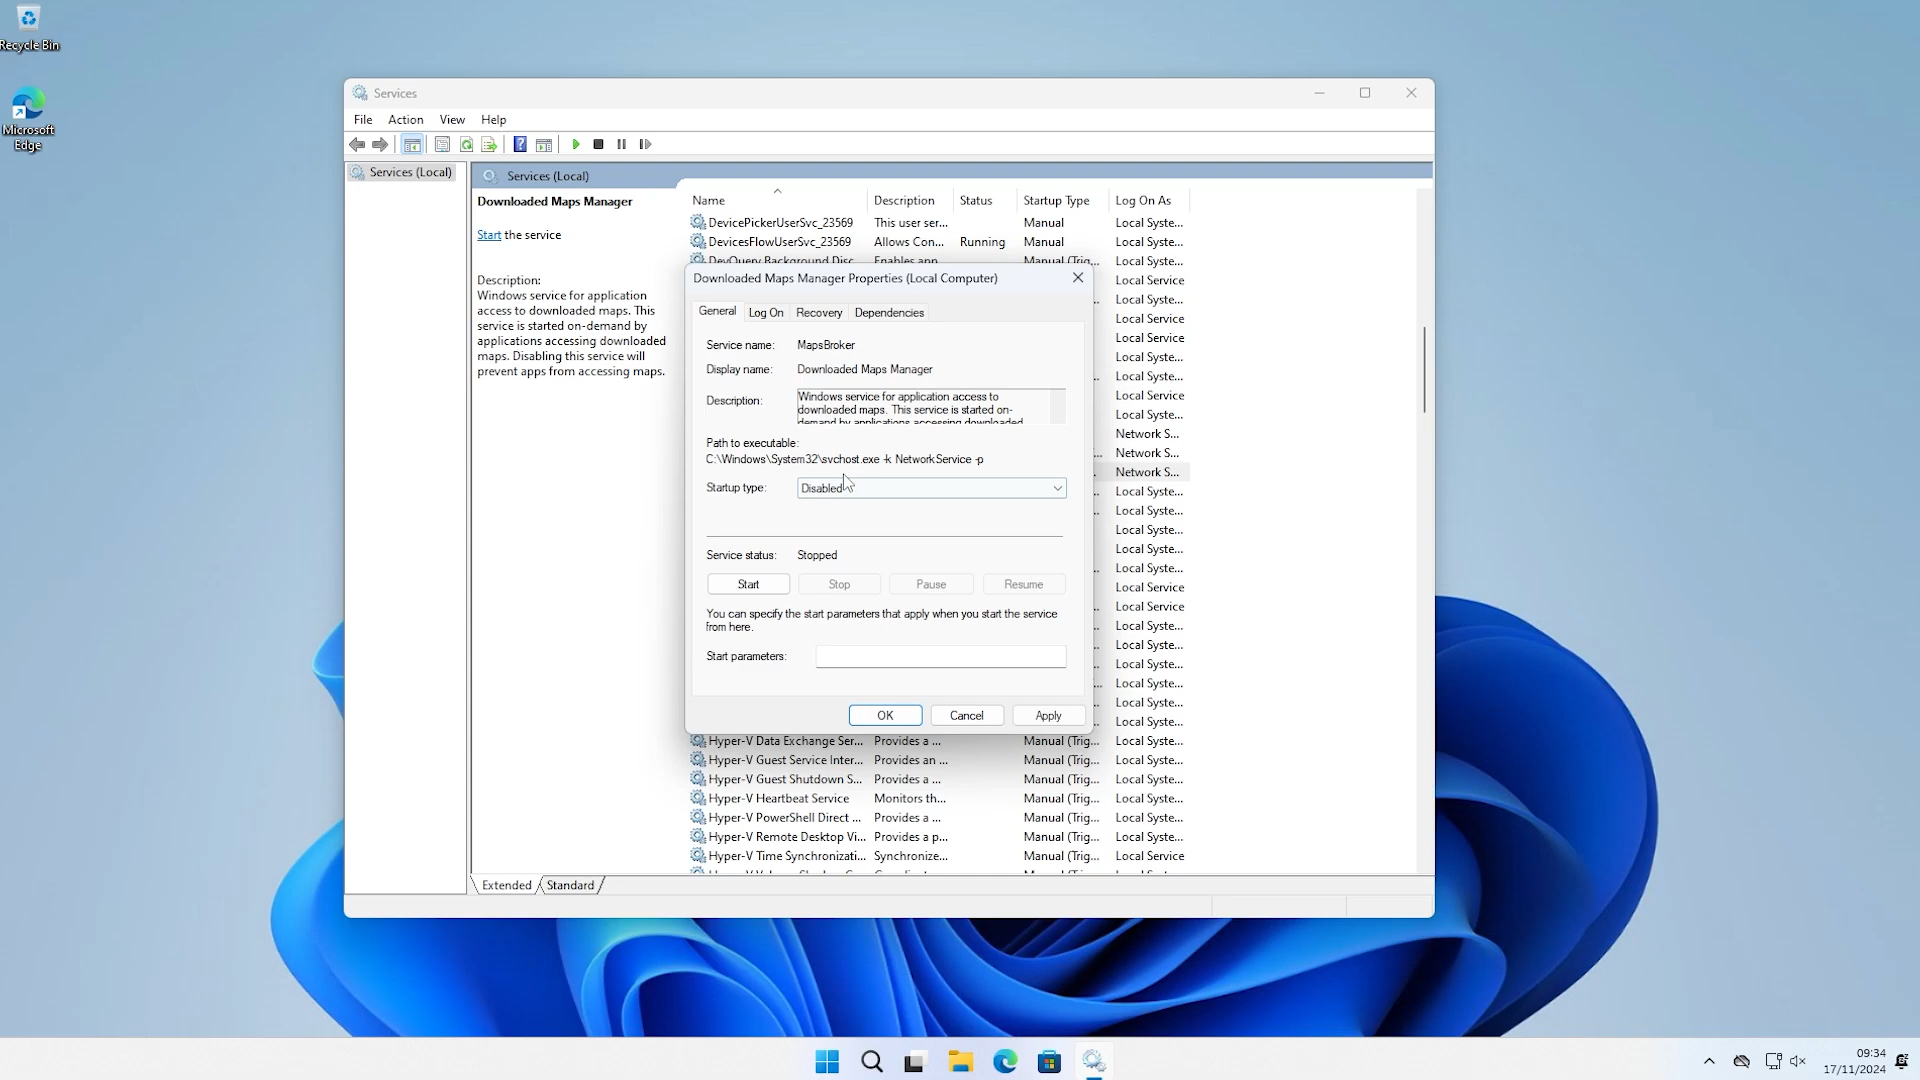 Recycle Bin
Microsoft
Edge
Services
File Action View Help
Services (Local)
Services (Local)
Downloaded Maps Manager
Start the service
Description:
Windows service for application
access to downloaded maps. This
service is started on-demand by
applications accessing downloaded
maps. Disabling this service will
prevent apps from accessing maps.
Name Description Status Startup Type Log On As
DevicePickerUserSvc_23569 This user ser... Manual Local Syste...
DevicesFlowUserSvc_23569 Allows Con... Running Manual Local Syste...
DevQuery Background Disc... Enables app... Manual (Trig... Local Syste...
Local Service
Local Syste...
Local Service
Local Service
Local Syste...
Local Syste...
Local Service
Local Syste...
Network S...
Network S...
Network S...
Local Syste...
Local Syste...
Local Syste...
Local Syste...
Local Syste...
Local Service
Local Service
Local Syste...
Local Syste...
Local Syste...
Local Syste...
Local Syste...
Local Syste...
Downloaded Maps Manager Properties (Local Computer)
General Log On Recovery Dependencies
Service name: MapsBroker
Display name: Downloaded Maps Manager
Description: Windows service for application access to
downloaded maps. This service is started on-
demand by applications accessing downloaded
Path to executable:
C:\Windows\System32\svchost.exe -k NetworkService -p
Startup type: Disabled
Service status: Stopped
Start Stop Pause Resume
You can specify the start parameters that apply when you start the service
from here.
Start parameters:
OK Cancel Apply
Hyper-V Data Exchange Ser... Provides a ... Manual (Trig... Local Syste...
Hyper-V Guest Service Inter... Provides an ... Manual (Trig... Local Syste...
Hyper-V Guest Shutdown S... Provides a ... Manual (Trig... Local Syste...
Hyper-V Heartbeat Service Monitors th... Manual (Trig... Local Syste...
Hyper-V PowerShell Direct ... Provides a ... Manual (Trig... Local Syste...
Hyper-V Remote Desktop Vi... Provides a p... Manual (Trig... Local Syste...
Hyper-V Time Synchronizati... Synchronize... Manual (Trig... Local Service
Extended Standard
09:34
17/11/2024